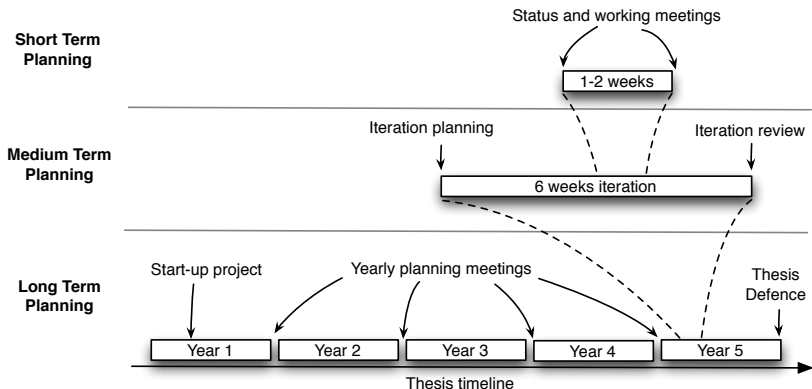 Status and working meetings
Short Term
Planning
1-2 weeks
Iteration planning
Iteration review
Medium Term
Planning
6 weeks iteration
Start-up project
Yearly planning meetings
Thesis
Defence
Long Term
Planning
Year 1
Year 2
Year 3
Year 4
Year 5
Thesis timeline